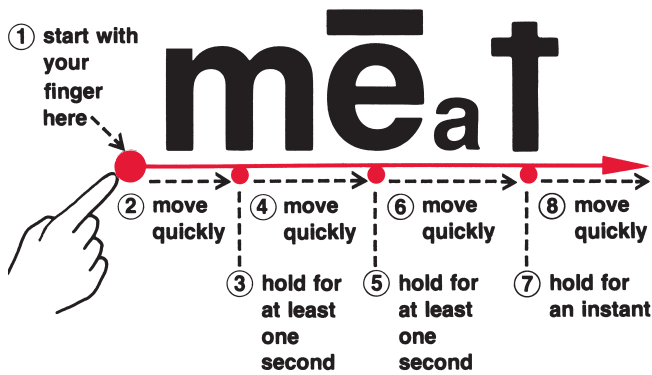 mēat
① start with
your
finger
here
② move
quickly
③ hold for
at least
one
second
④ move
quickly
⑤ hold for
at least
one
second
⑥ move
quickly
⑦ hold for
an instant
⑧ move
quickly